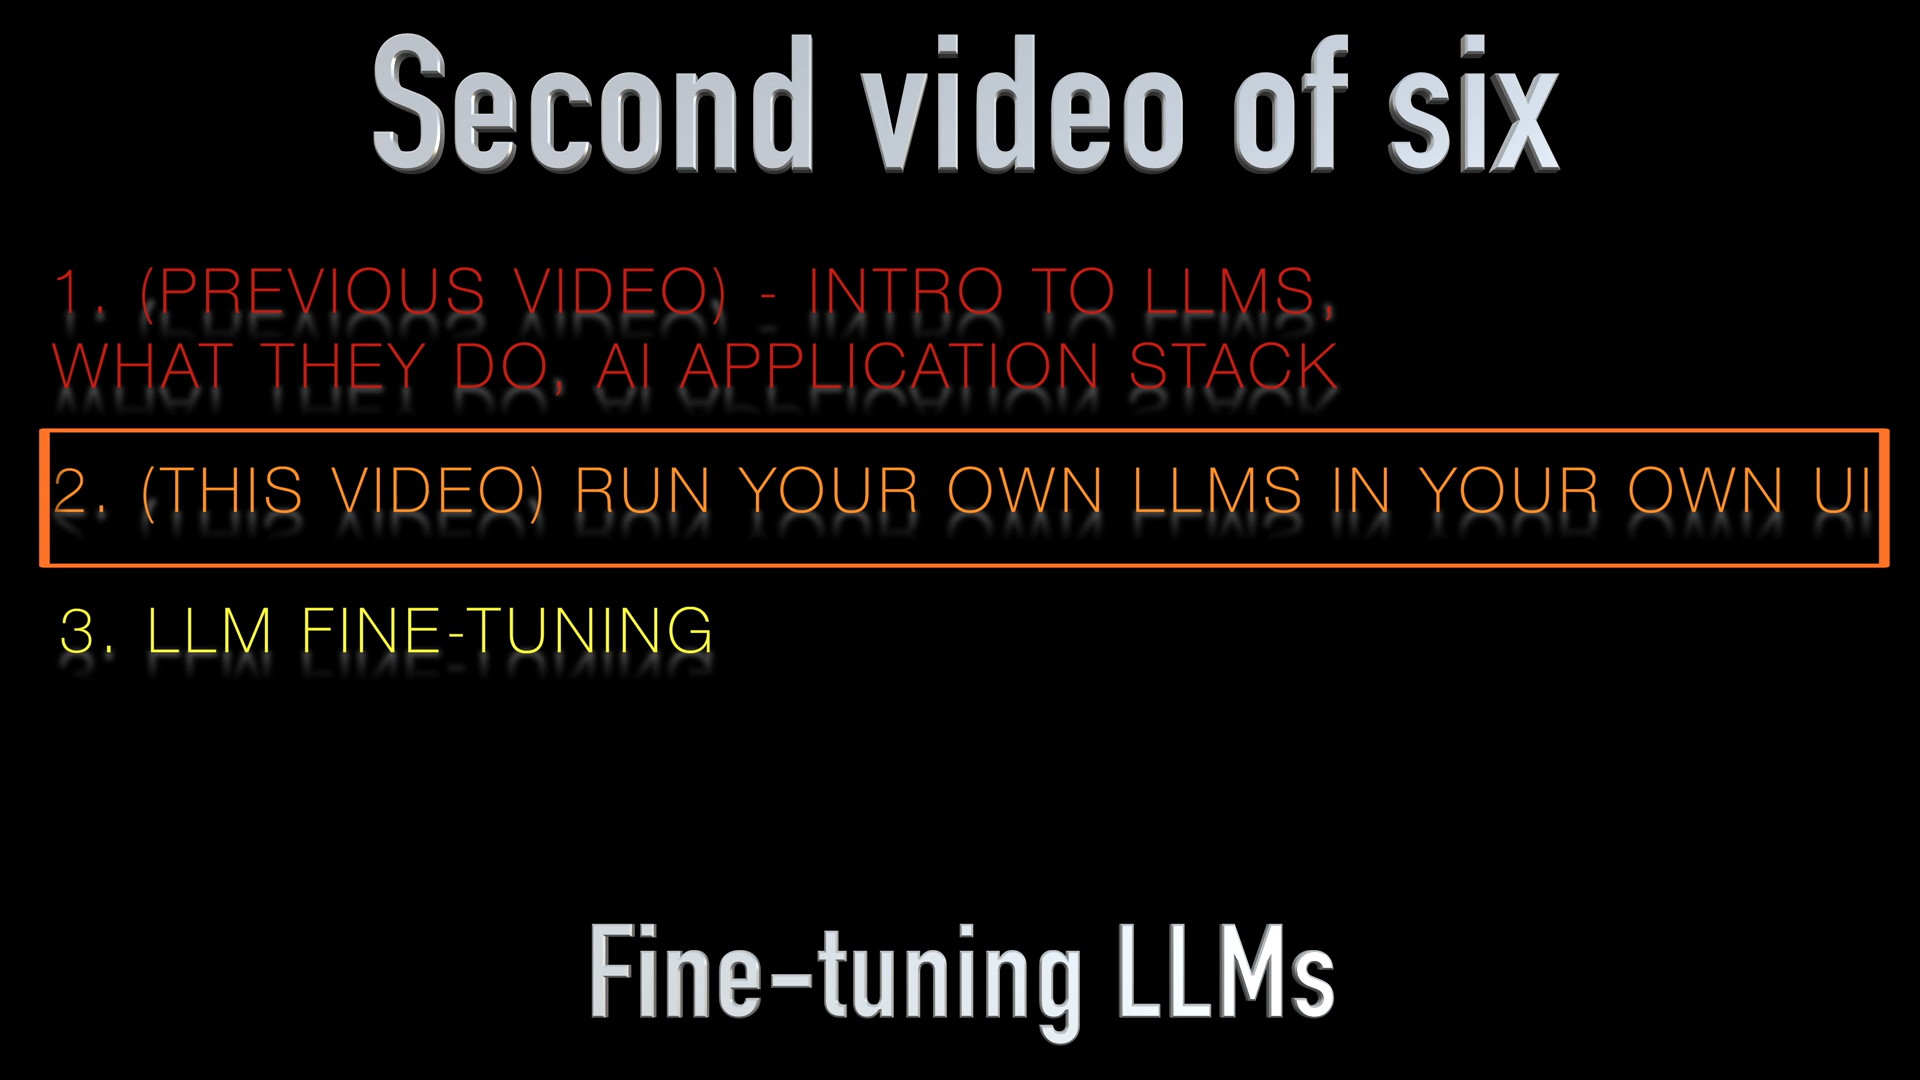 Second video of six
1. (PREVIOUS VIDEO) - INTRO TO LLMS,
WHAT THEY DO, AI APPLICATION STACK
2. (THIS VIDEO) RUN YOUR OWN LLMS IN YOUR OWN UI
3. LLM FINE-TUNING
Fine-tuning LLMs